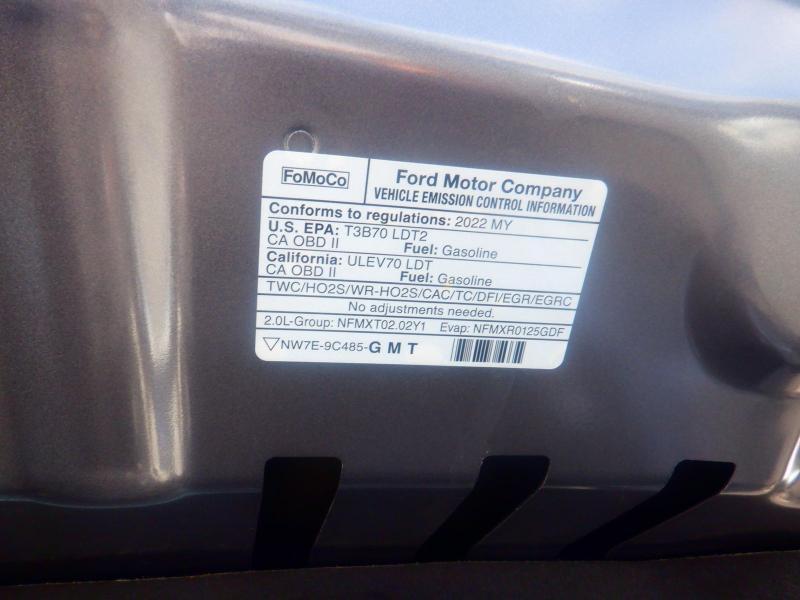 FoMoCo
Ford Motor Company
VEHICLE EMISSION CONTROL INFORMATION
Conforms to regulations: 2022 MY
U.S. EPA: T3B70 LDT2
CA OBD II Fuel: Gasoline
California: ULEV70 LDT
CA OBD II Fuel: Gasoline
TWC/HO2S/WR-HO2S/CAC/TC/DFI/EGR/EGRC
No adjustments needed.
2.0L-Group: NFMXT02.02Y1 Evap: NFMXR0125GDF
NW7E-9C485-G M T